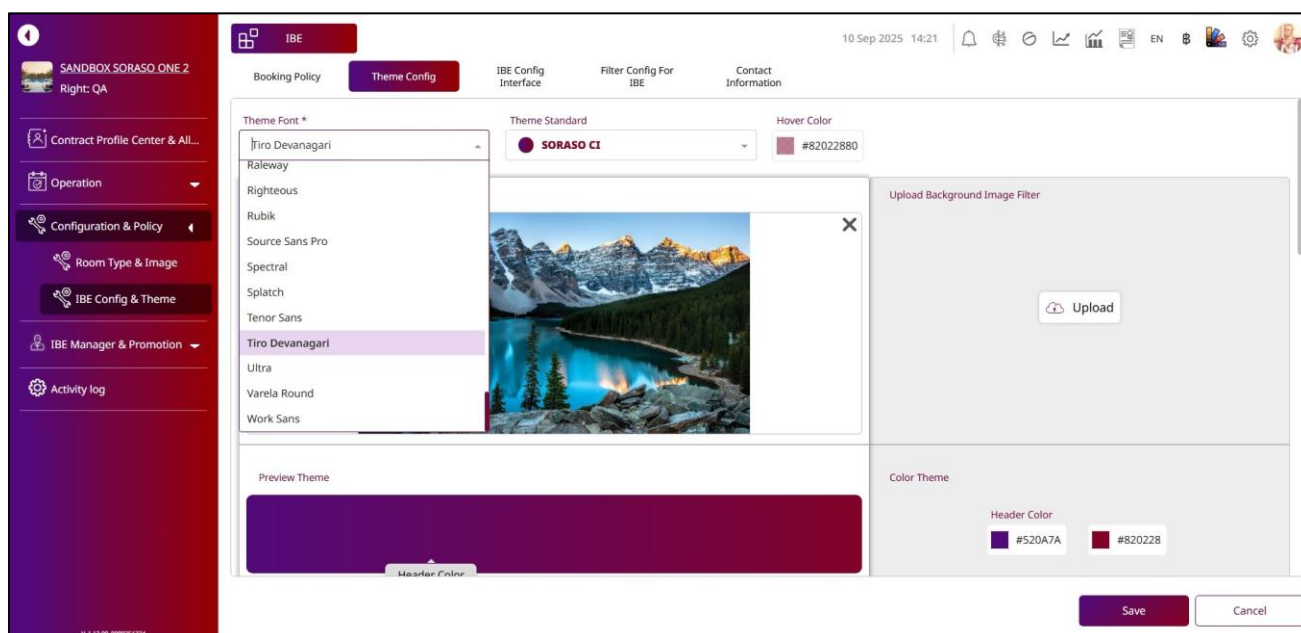 SANDBOX SORASO ONE 2
Right: QA
Contract Profile Center & All...
Operation
Configuration & Policy
Room Type & Image
IBE Config & Theme
IBE Manager & Promotion
Activity log
IBE
10 Sep 2025 14:21
EN
฿
Booking Policy
Theme Config
IBE Config
Interface
Filter Config For
IBE
Contact
Information
Theme Font *
Theme Standard
Hover Color
Tiro Devanagari
SORASO CI
#82022880
Raleway
Righteous
Rubik
Source Sans Pro
Spectral
Splatch
Tenor Sans
Tiro Devanagari
Ultra
Varela Round
Work Sans
Upload Background Image Filter
Upload
Preview Theme
Header Color
Color Theme
Header Color
#520A7A
#820228
Save
Cancel